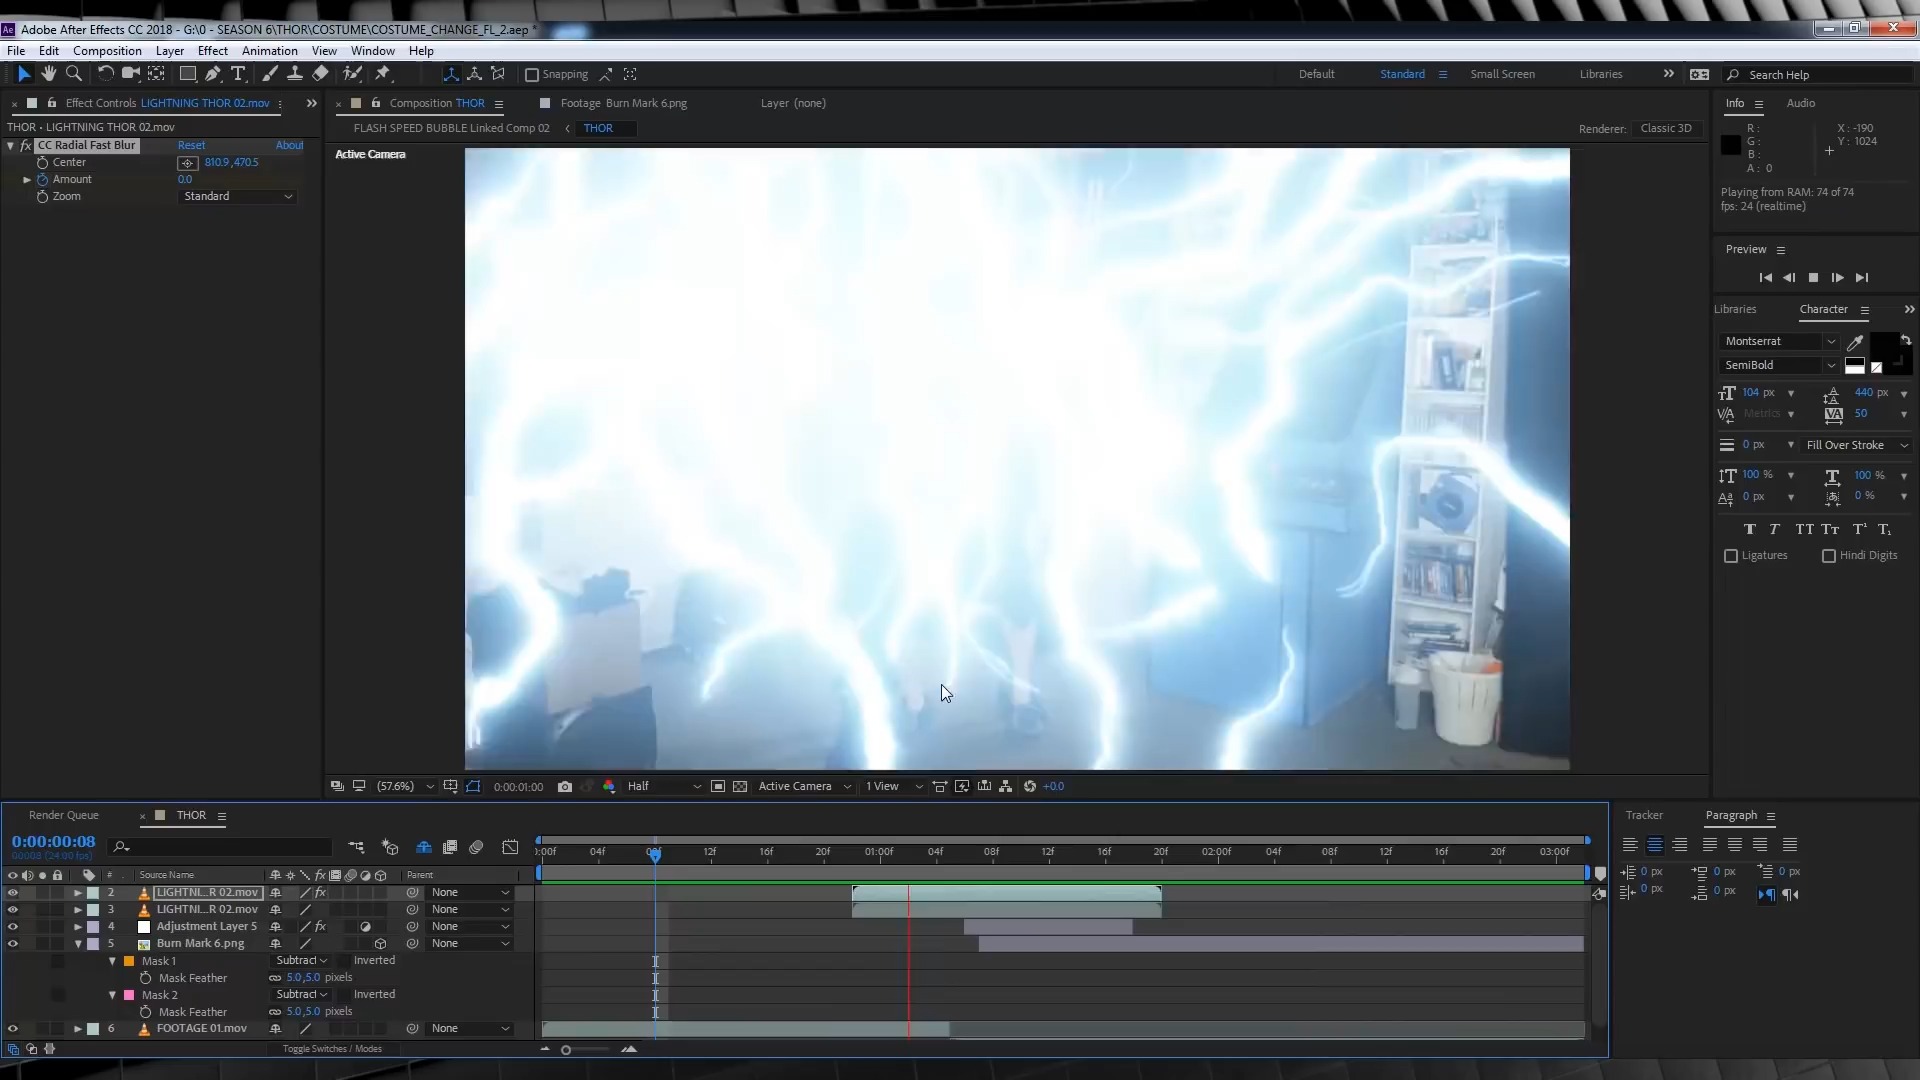 Adobe After Effects CC 2018 - G:\0 - SEASON 6\THOR\COSTUME\COSTUME_CHANGE_FL_2.aep *
File Edit Composition Layer Effect Animation View Window Help
Snapping
Default Standard Small Screen Libraries
Search Help
Effect Controls LIGHTNING THOR 02.mov
THOR • LIGHTNING THOR 02.mov
fx CC Radial Fast Blur Reset About
Center 810.9,470.5
Amount 0.0
Zoom Standard
Composition THOR
Footage Burn Mark 6.png
Layer (none)
FLASH SPEED BUBBLE Linked Comp 02 THOR
Renderer: Classic 3D
Active Camera
Info Audio
R :
G :
B :
A : 0
X : -190
Y : 1024
Playing from RAM: 74 of 74
fps: 24 (realtime)
Preview
Libraries Character
Montserrat
SemiBold
104 px 440 px
Metrics 50
0 px Fill Over Stroke
100 % 100 %
0 px 0 %
Ligatures Hindi Digits
(57.6%) 0:00:01:00 Half Active Camera 1 View +0.0
Render Queue THOR
0:00:00:08
00008 (24.00 fps)
:00f 04f 08f 12f 16f 20f 01:00f 04f 08f 12f 16f 20f 02:00f 04f 08f 12f 16f 20f 03:00f
# Source Name Parent
2 LIGHTNI...R 02.mov None
3 LIGHTNI...R 02.mov None
4 Adjustment Layer 5 None
5 Burn Mark 6.png None
Mask 1 Subtract Inverted
Mask Feather 5.0,5.0 pixels
Mask 2 Subtract Inverted
Mask Feather 5.0,5.0 pixels
6 FOOTAGE 01.mov None
Toggle Switches / Modes
Tracker Paragraph
0 px 0 px 0 px
0 px 0 px